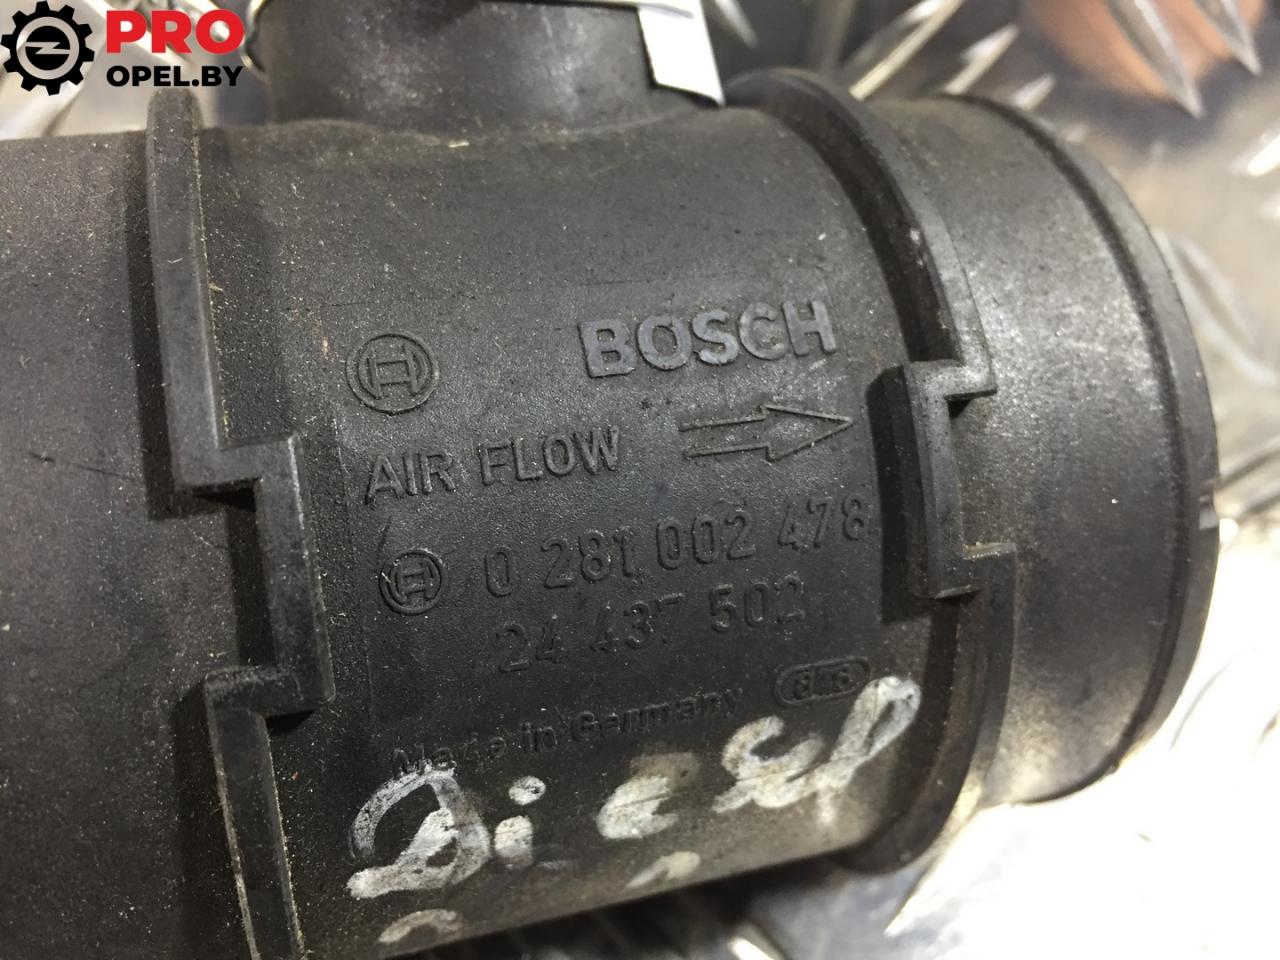 PRO
OPEL.BY
BOSCH
AIR FLOW
0 281 002 478
24 437 502
Made in Germany
Diesel